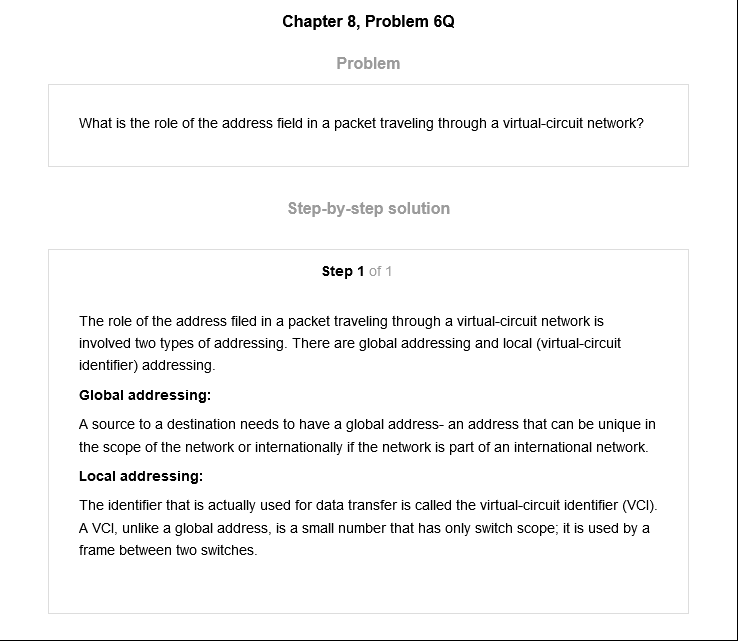 Chapter 8, Problem 6Q
Problem
What is the role of the address field in a packet traveling through a virtual-circuit network?
Step-by-step solution
Step 1 of 1
The role of the address filed in a packet traveling through a virtual-circuit network is
involved two types of addressing. There are global addressing and local (virtual-circuit
identifier) addressing.
Global addressing:
A source to a destination needs to have a global address- an address that can be unique in
the scope of the network or internationally if the network is part of an international network.
Local addressing:
The identifier that is actually used for data transfer is called the virtual-circuit identifier (VCI).
A VCI, unlike a global address, is a small number that has only switch scope; it is used by a
frame between two switches.